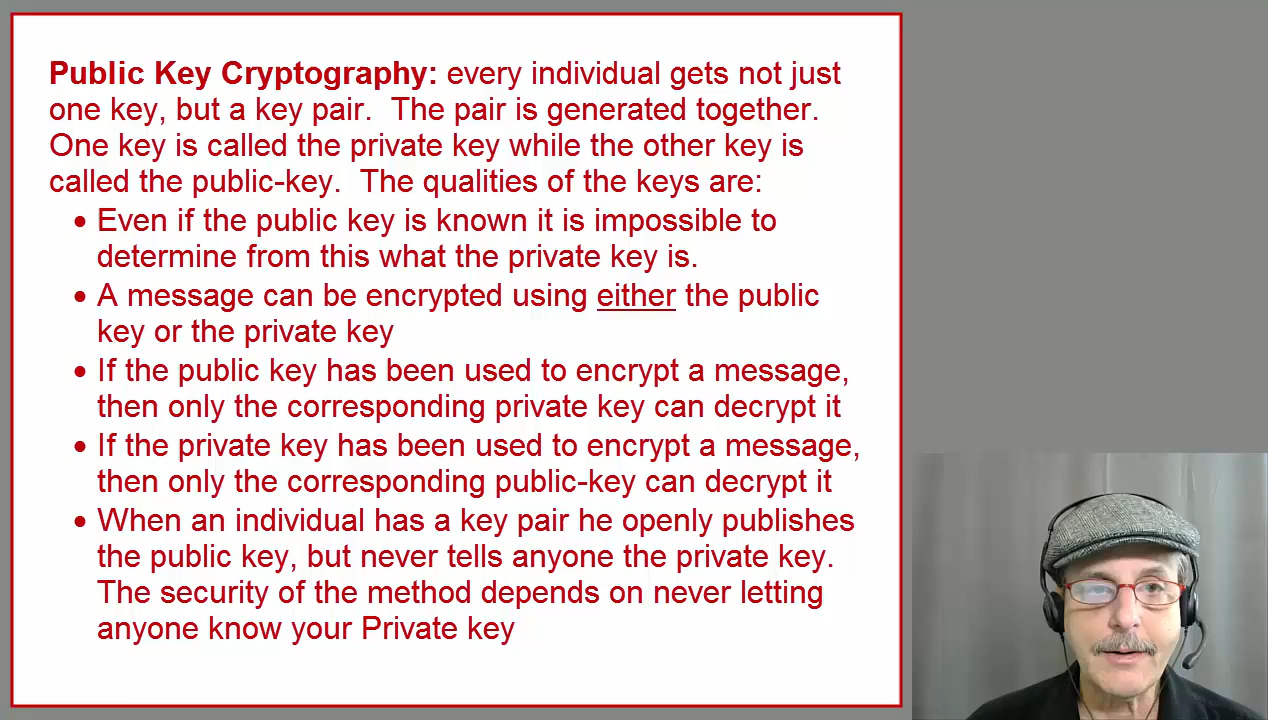 Public Key Cryptography: every individual gets not just
one key, but a key pair.  The pair is generated together.
One key is called the private key while the other key is
called the public-key.  The qualities of the keys are:
• Even if the public key is known it is impossible to
determine from this what the private key is.
• A message can be encrypted using either the public
key or the private key
• If the public key has been used to encrypt a message,
then only the corresponding private key can decrypt it
• If the private key has been used to encrypt a message,
then only the corresponding public-key can decrypt it
• When an individual has a key pair he openly publishes
the public key, but never tells anyone the private key.
The security of the method depends on never letting
anyone know your Private key